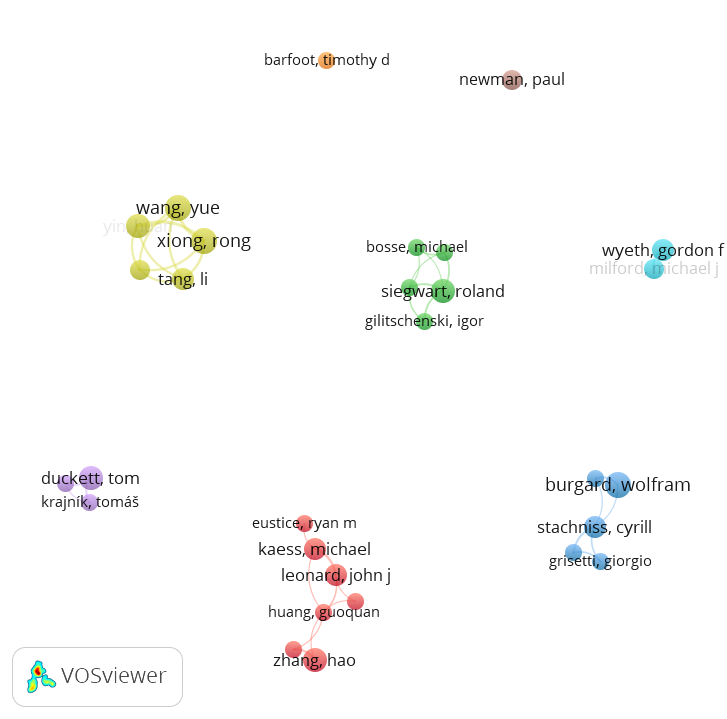 barfoot, timothy d
newman, paul
wang, yue
yin, huan
xiong, rong
tang, li
bosse, michael
siegwart, roland
gilitschenski, igor
wyeth, gordon f
milford, michael j
duckett, tom
krajník, tomáš
burgard, wolfram
stachniss, cyrill
grisetti, giorgio
eustice, ryan m
kaess, michael
leonard, john j
huang, guoquan
zhang, hao
VOSviewer